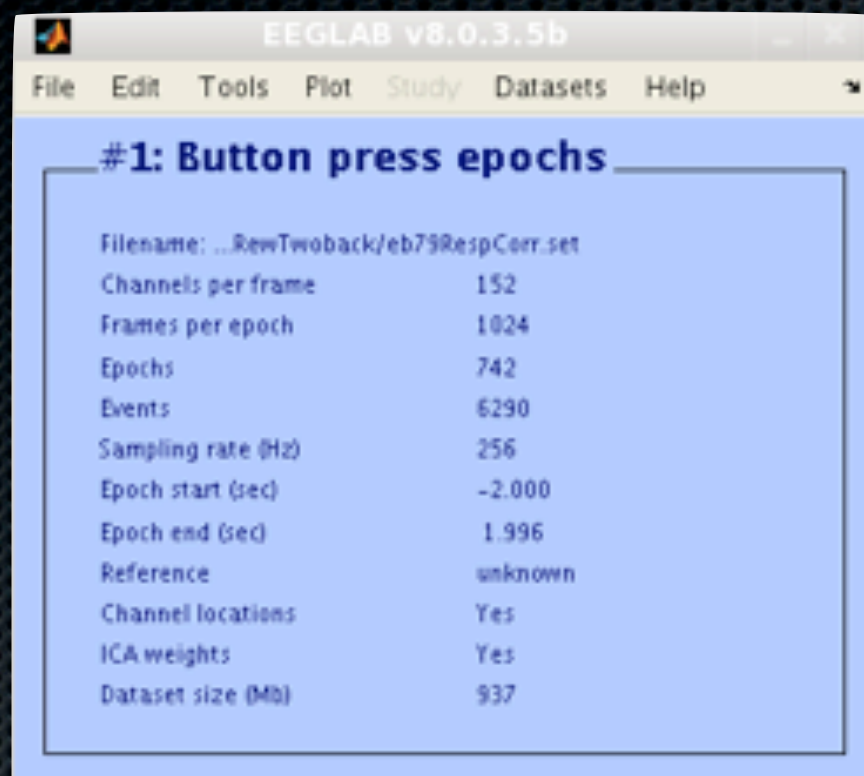 EEGLAB v8.0.3.5b
File Edit Tools Plot Study Datasets Help
#1: Button press epochs
Filename: ...RewTwoback/eb79RespCorr.set
Channels per frame 152
Frames per epoch 1024
Epochs 742
Events 6290
Sampling rate (Hz) 256
Epoch start (sec) -2.000
Epoch end (sec) 1.996
Reference unknown
Channel locations Yes
ICA weights Yes
Dataset size (Mb) 937